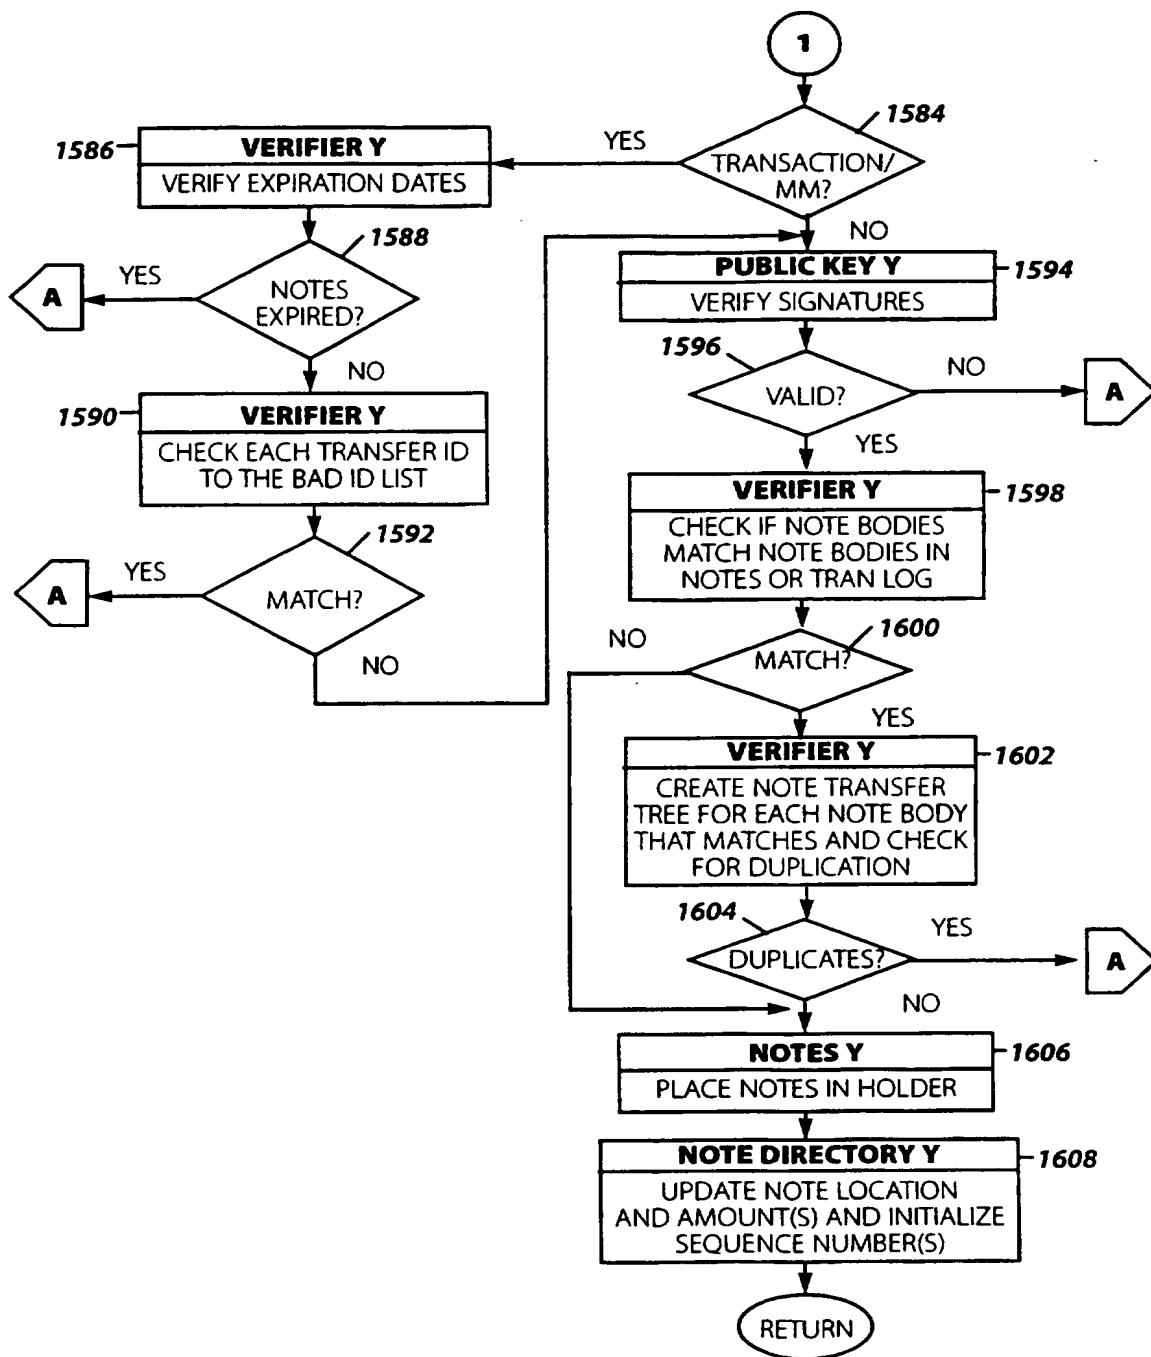 1
1584
TRANSACTION/
MM?
YES
NO
1586
VERIFIER Y
VERIFY EXPIRATION DATES
1588
NOTES
EXPIRED?
YES
A
NO
1590
VERIFIER Y
CHECK EACH TRANSFER ID
TO THE BAD ID LIST
1592
MATCH?
YES
A
NO
PUBLIC KEY Y
1594
VERIFY SIGNATURES
1596
VALID?
NO
A
YES
VERIFIER Y
1598
CHECK IF NOTE BODIES
MATCH NOTE BODIES IN
NOTES OR TRAN LOG
1600
MATCH?
NO
YES
VERIFIER Y
1602
CREATE NOTE TRANSFER
TREE FOR EACH NOTE BODY
THAT MATCHES AND CHECK
FOR DUPLICATION
1604
DUPLICATES?
YES
A
NO
NOTES Y
1606
PLACE NOTES IN HOLDER
NOTE DIRECTORY Y
1608
UPDATE NOTE LOCATION
AND AMOUNT(S) AND INITIALIZE
SEQUENCE NUMBER(S)
RETURN